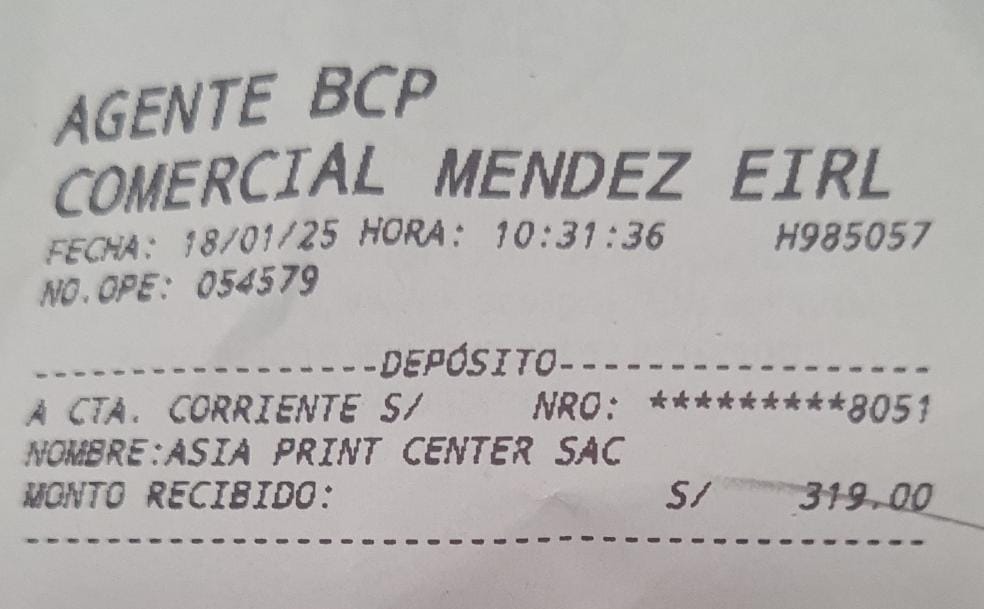 AGENTE BCP
COMERCIAL MENDEZ EIRL
FECHA: 18/01/25 HORA: 10:31:36 H985057
NO.OPE: 054579
-----------------DEPÓSITO------------------
A CTA. CORRIENTE S/ NRO: *********8051
NOMBRE:ASIA PRINT CENTER SAC
MONTO RECIBIDO: S/ 319.00
--------------------------------------------